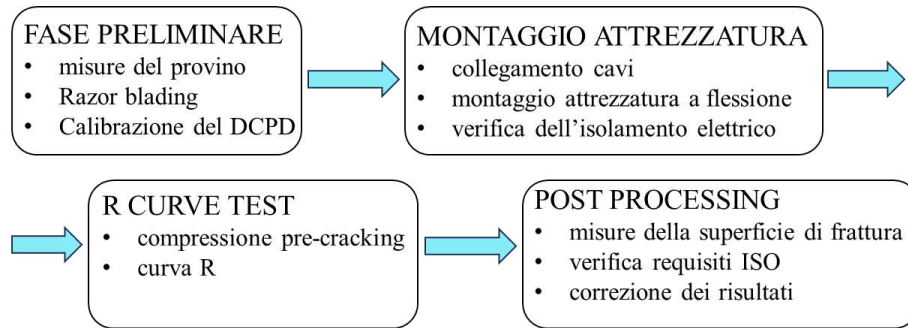 FASE PRELIMINARE
• misure del provino
• Razor blading
• Calibrazione del DCPD
MONTAGGIO ATTREZZATURA
• collegamento cavi
• montaggio attrezzatura a flessione
• verifica dell'isolamento elettrico
R CURVE TEST
• compressione pre-cracking
• curva R
POST PROCESSING
• misure della superficie di frattura
• verifica requisiti ISO
• correzione dei risultati